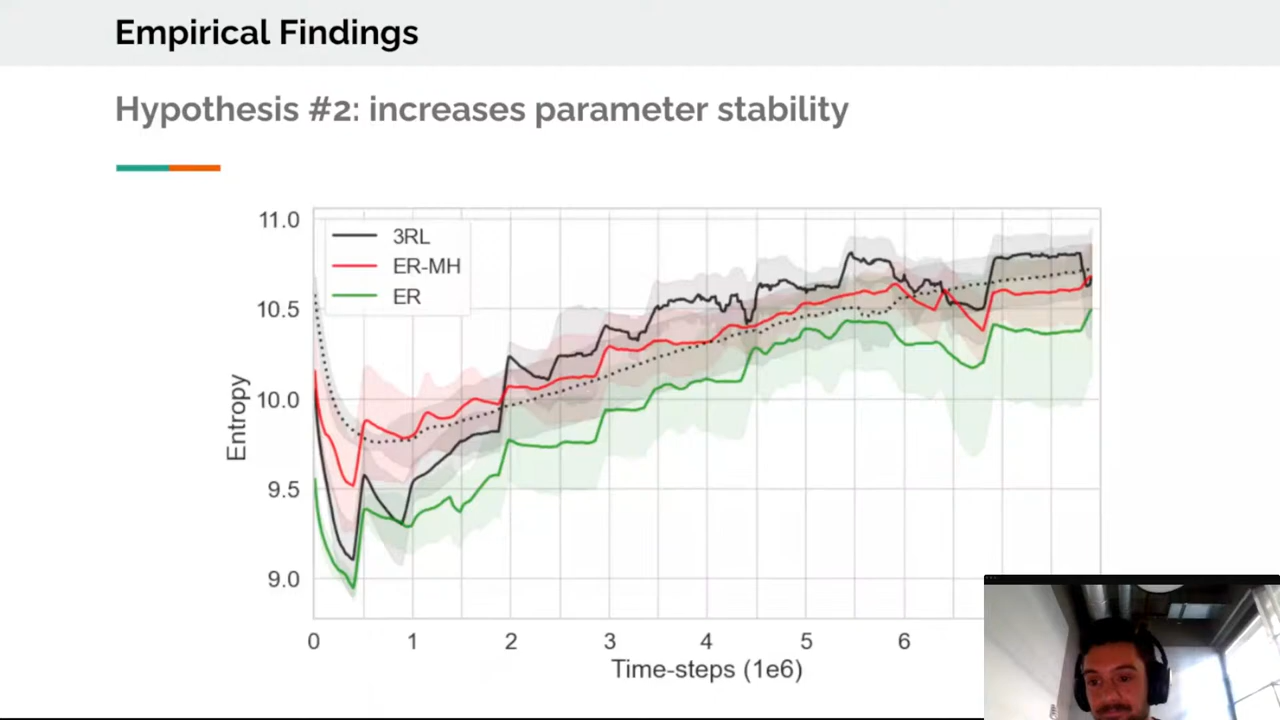 Empirical Findings
Hypothesis #2: increases parameter stability
11.0
10.5
10.0
9.5
9.0
Entropy
3RL
ER-MH
ER
0 1 2 3 4 5 6
Time-steps (1e6)